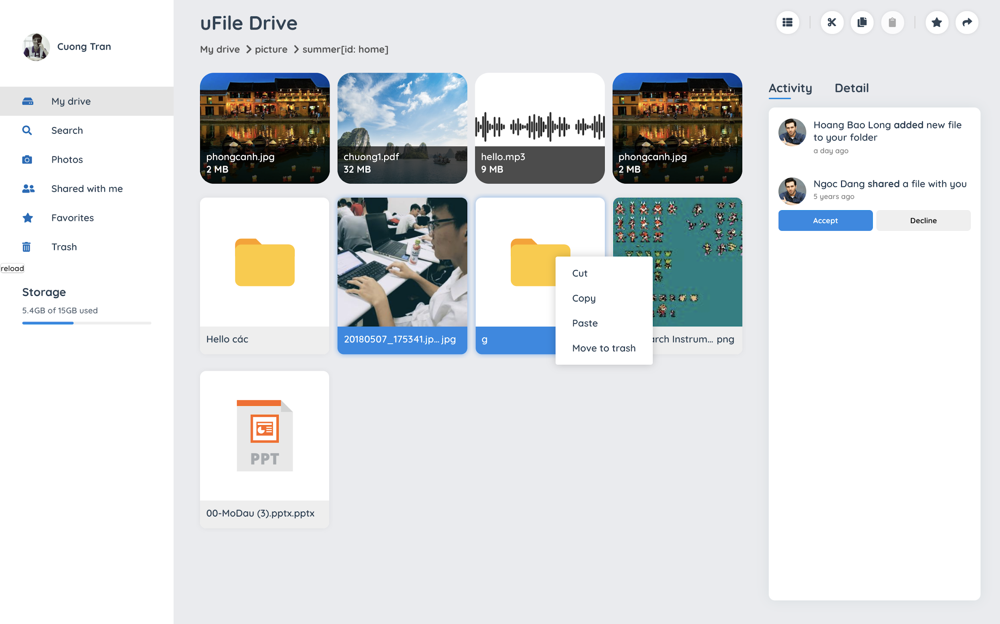 Cuong Tran
My drive
Search
Photos
Shared with me
Favorites
Trash
reload
Storage
5.4GB of 15GB used
uFile Drive
My drive > picture > summer[id: home]
phongcanh.jpg
2 MB
chuong1.pdf
32 MB
hello.mp3
9 MB
phongcanh.jpg
2 MB
Hello các
20180507_175341.jp... jpg
g
arch Instrum... png
Cut
Copy
Paste
Move to trash
PPT
00-MoDau (3).pptx.pptx
Activity
Detail
Hoang Bao Long added new file
to your folder
a day ago
Ngoc Dang shared a file with you
5 years ago
Accept
Decline